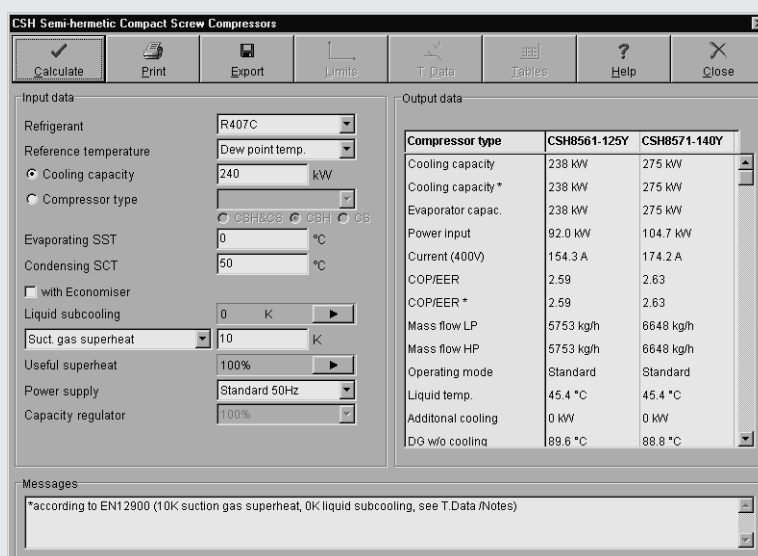 CSH Semi-hermetic Compact Screw Compressors
Calculate Print Export Limits T. Data Tables Help Close
Input data
Refrigerant R407C
Reference temperature Dew point temp.
Cooling capacity 240 kW
Compressor type
CSH&CS CSH CS
Evaporating SST 0 °C
Condensing SCT 50 °C
with Economiser
Liquid subcooling 0 K
Suct. gas superheat 10 K
Useful superheat 100%
Power supply Standard 50Hz
Capacity regulator 100%
Output data
Compressor type CSH8561-125Y CSH8571-140Y
Cooling capacity 238 kW 275 kW
Cooling capacity * 238 kW 275 kW
Evaporator capac. 238 kW 275 kW
Power input 92.0 kW 104.7 kW
Current (400V) 154.3 A 174.2 A
COP/EER 2.59 2.63
COP/EER * 2.59 2.63
Mass flow LP 5753 kg/h 6648 kg/h
Mass flow HP 5753 kg/h 6648 kg/h
Operating mode Standard Standard
Liquid temp. 45.4 °C 45.4 °C
Additonal cooling 0 kW 0 kW
DG w/o cooling 89.6 °C 88.8 °C
Messages
*according to EN12900 (10K suction gas superheat, 0K liquid subcooling, see T.Data /Notes)